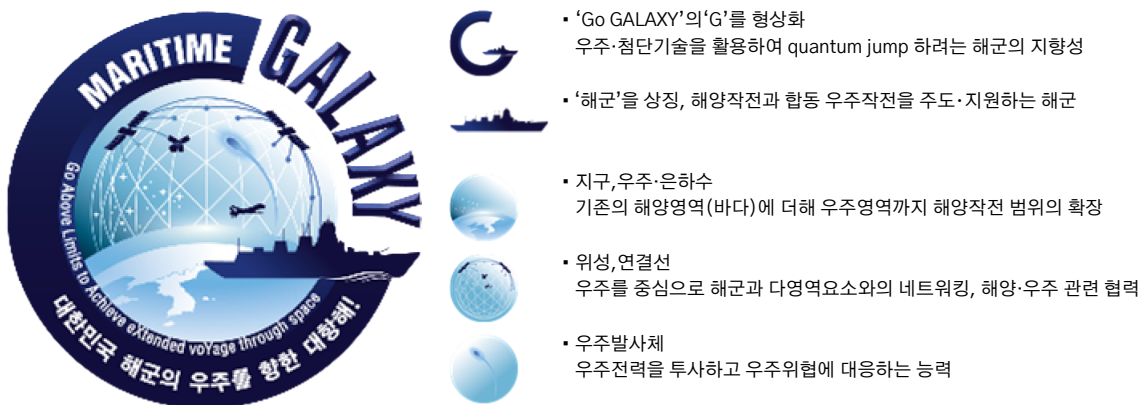 MARITIME
GALAXY
Go Above Limits to Achieve eXtended voYage through space
대한민국 해군의 우주를 향한 대항해!
▪ ‘Go GALAXY’의‘G’를 형상화
우주·첨단기술을 활용하여 quantum jump 하려는 해군의 지향성
▪ ‘해군’을 상징, 해양작전과 합동 우주작전을 주도·지원하는 해군
▪ 지구,우주·은하수
기존의 해양영역(바다)에 더해 우주영역까지 해양작전 범위의 확장
▪ 위성,연결선
우주를 중심으로 해군과 다영역요소와의 네트워킹, 해양·우주 관련 협력
▪ 우주발사체
우주전력을 투사하고 우주위협에 대응하는 능력